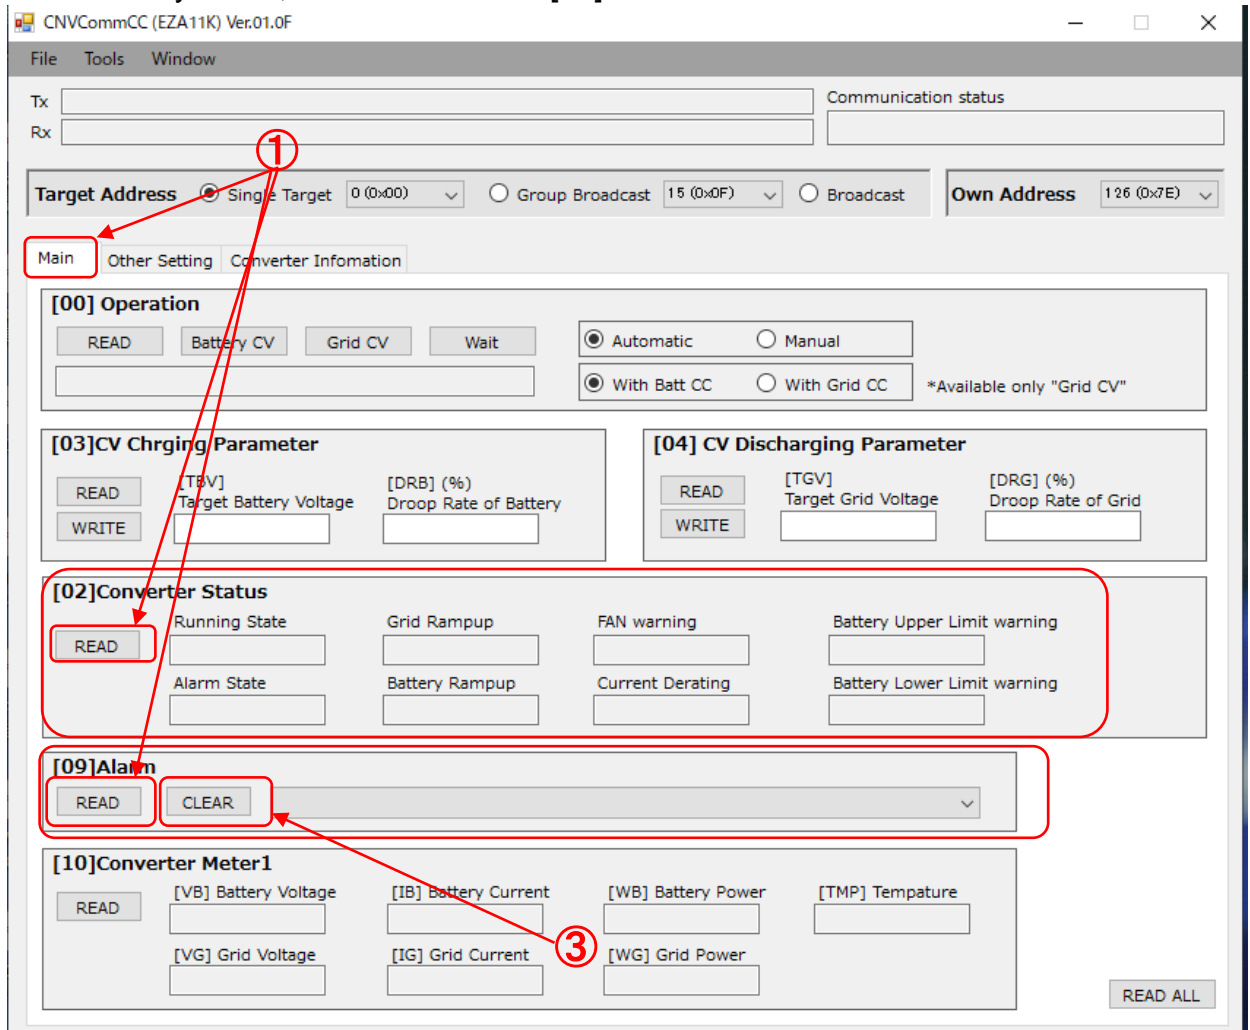 CNVCommCC (EZA11K) Ver.01.0F
File Tools Window
Tx
Communication status
Rx
①
Target Address Single Target 0 (0x00) Group Broadcast 15 (0x0F) Broadcast Own Address 126 (0x7E)
Main Other Setting Converter Infomation
[00] Operation
READ Battery CV Grid CV Wait Automatic Manual
With Batt CC With Grid CC *Available only "Grid CV"
[03]CV Chrging Parameter
READ [TBV] [DRB] (%)
Target Battery Voltage Droop Rate of Battery
WRITE
[04] CV Discharging Parameter
READ [TGV] [DRG] (%)
Target Grid Voltage Droop Rate of Grid
WRITE
[02]Converter Status
READ
Running State Grid Rampup FAN warning Battery Upper Limit warning
Alarm State Battery Rampup Current Derating Battery Lower Limit warning
[09]Alarm
READ CLEAR
[10]Converter Meter1
READ
[VB] Battery Voltage [IB] Battery Current [WB] Battery Power [TMP] Tempature
[VG] Grid Voltage [IG] Grid Current ③ [WG] Grid Power
READ ALL